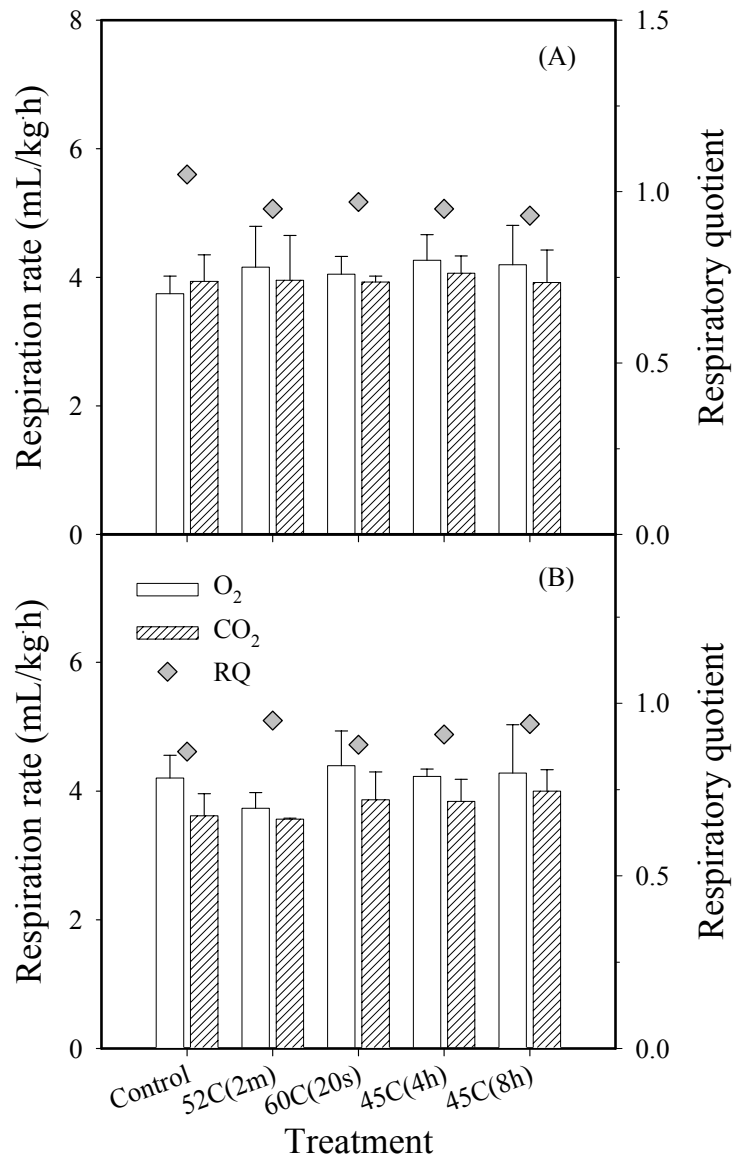 8
6
4
2
0
Respiration rate (mL/kg·h)
(A)
1.5
1.0
0.5
0.0
Respiratory quotient
6
4
2
0
Respiration rate (mL/kg·h)
(B)
O2
CO2
RQ
1.0
0.5
0.0
Respiratory quotient
Control
52C(2m)
60C(20s)
45C(4h)
45C(8h)
Treatment